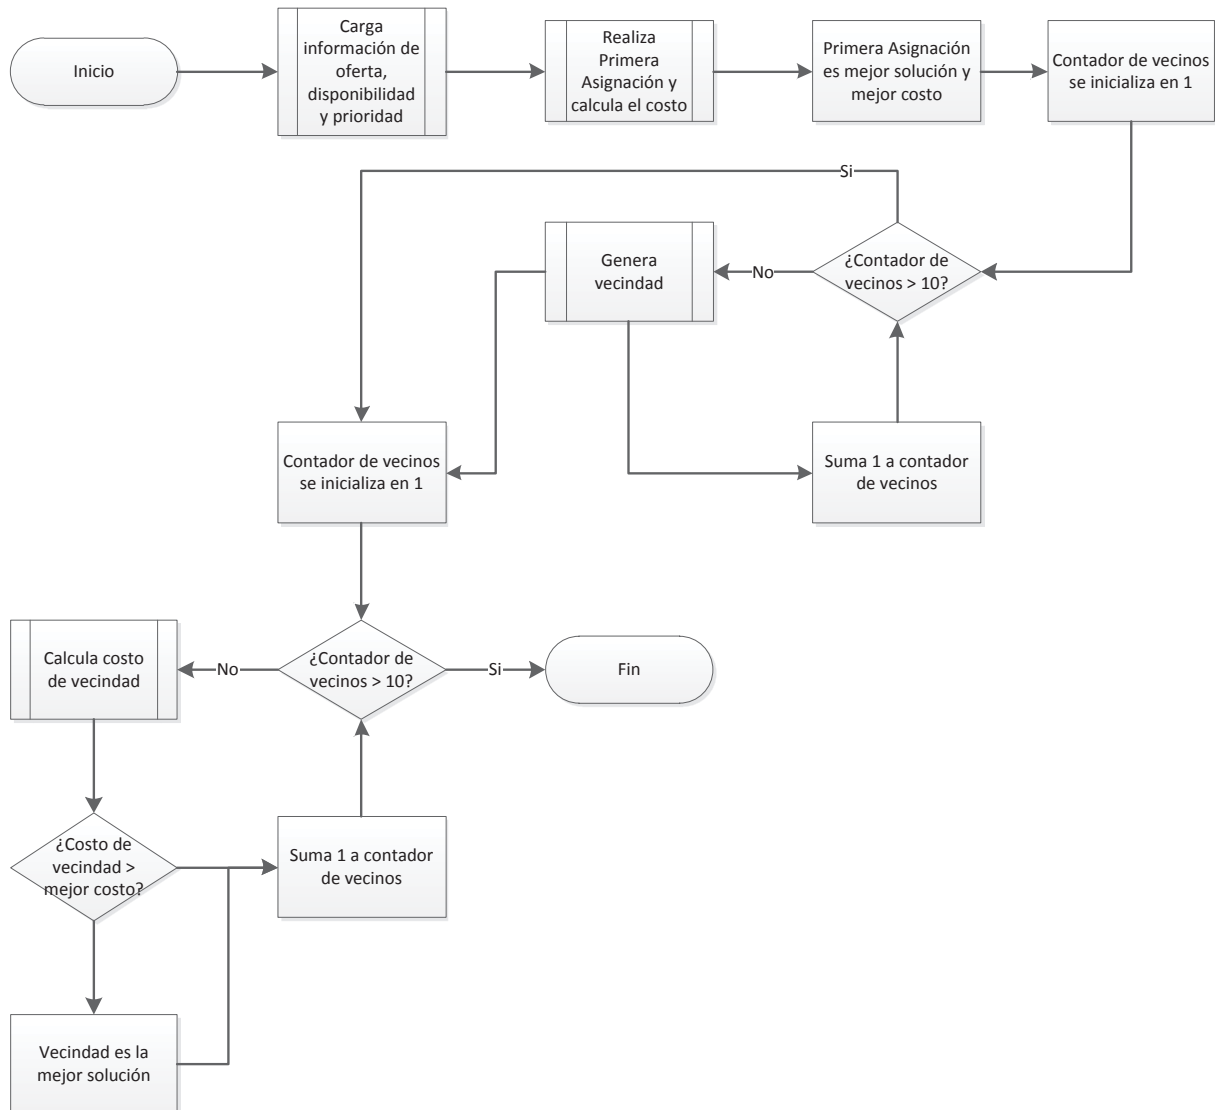 Inicio
Carga
información de
oferta,
disponibilidad
y prioridad
Realiza
Primera
Asignación y
calcula el costo
Primera Asignación
es mejor solución y
mejor costo
Contador de vecinos
se inicializa en 1
Si
Genera
vecindad
No
¿Contador de
vecinos > 10?
Contador de vecinos
se inicializa en 1
Suma 1 a contador
de vecinos
Calcula costo
de vecindad
No
¿Contador de
vecinos > 10?
Si
Fin
¿Costo de
vecindad >
mejor costo?
Suma 1 a contador
de vecinos
Vecindad es la
mejor solución